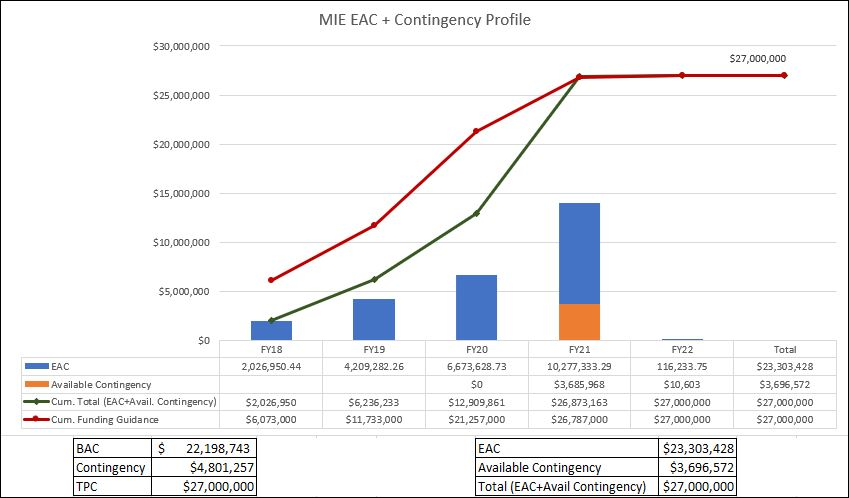 MIE EAC + Contingency Profile
$30,000,000
$27,000,000
$25,000,000
$20,000,000
$15,000,000
$10,000,000
$5,000,000
$0
FY18 FY19 FY20 FY21 FY22 Total
EAC 2,026,950.44 4,209,282.26 6,673,628.73 10,277,333.29 116,233.75 $23,303,428
Available Contingency $0 $3,685,968 $10,603 $3,696,572
Cum. Total (EAC+Avail. Contingency) $2,026,950 $6,236,233 $12,909,861 $26,873,163 $27,000,000 $27,000,000
Cum. Funding Guidance $6,073,000 $11,733,000 $21,257,000 $26,787,000 $27,000,000 $27,000,000
BAC $ 22,198,743 EAC $23,303,428
Contingency $4,801,257 Available Contingency $3,696,572
TPC $27,000,000 Total (EAC+Avail Contingency) $27,000,000